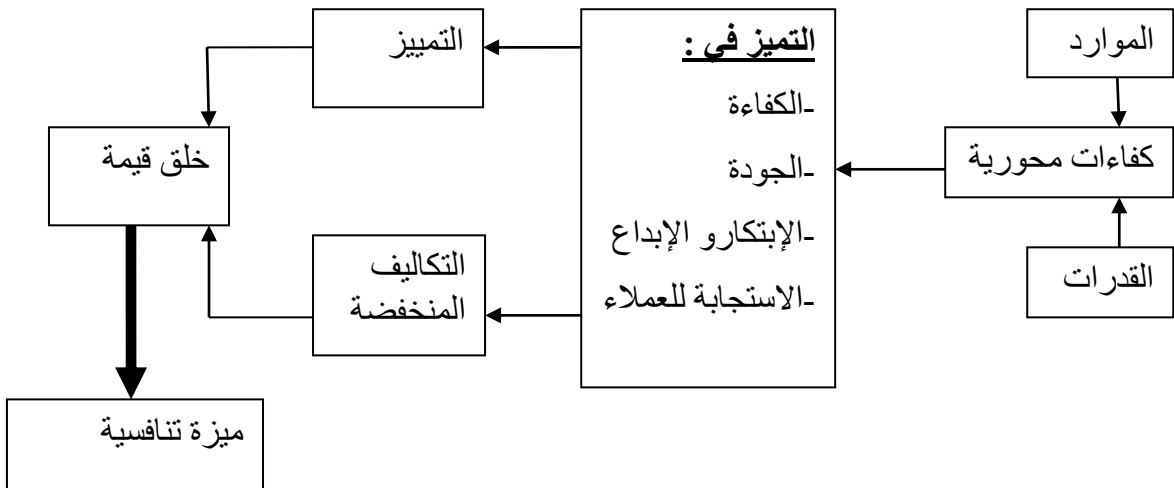 الموارد
كفاءات محورية
القدرات
التميز في :
-الكفاءة
-الجودة
-الإبتكارو الإبداع
-الاستجابة للعملاء
التمييز
التكاليف
المنخفضة
خلق قيمة
ميزة تنافسية